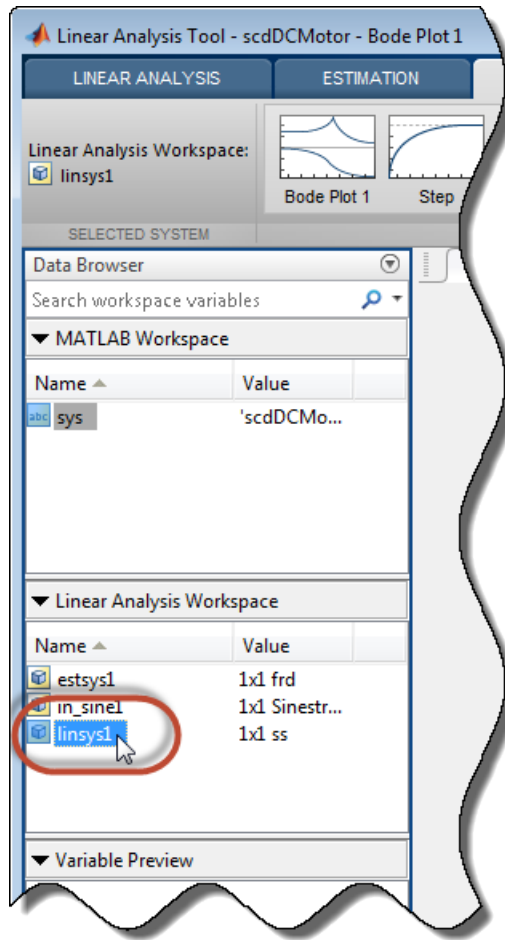 Linear Analysis Tool - scdDCMotor - Bode Plot 1
LINEAR ANALYSIS ESTIMATION
Linear Analysis Workspace:
linsys1
Bode Plot 1 Step
SELECTED SYSTEM
Data Browser
Search workspace variables
MATLAB Workspace
Name Value
abc sys 'scdDCMo...
Linear Analysis Workspace
Name Value
estsys1 1x1 frd
in_sine1 1x1 Sinestr...
linsys1 1x1 ss
Variable Preview